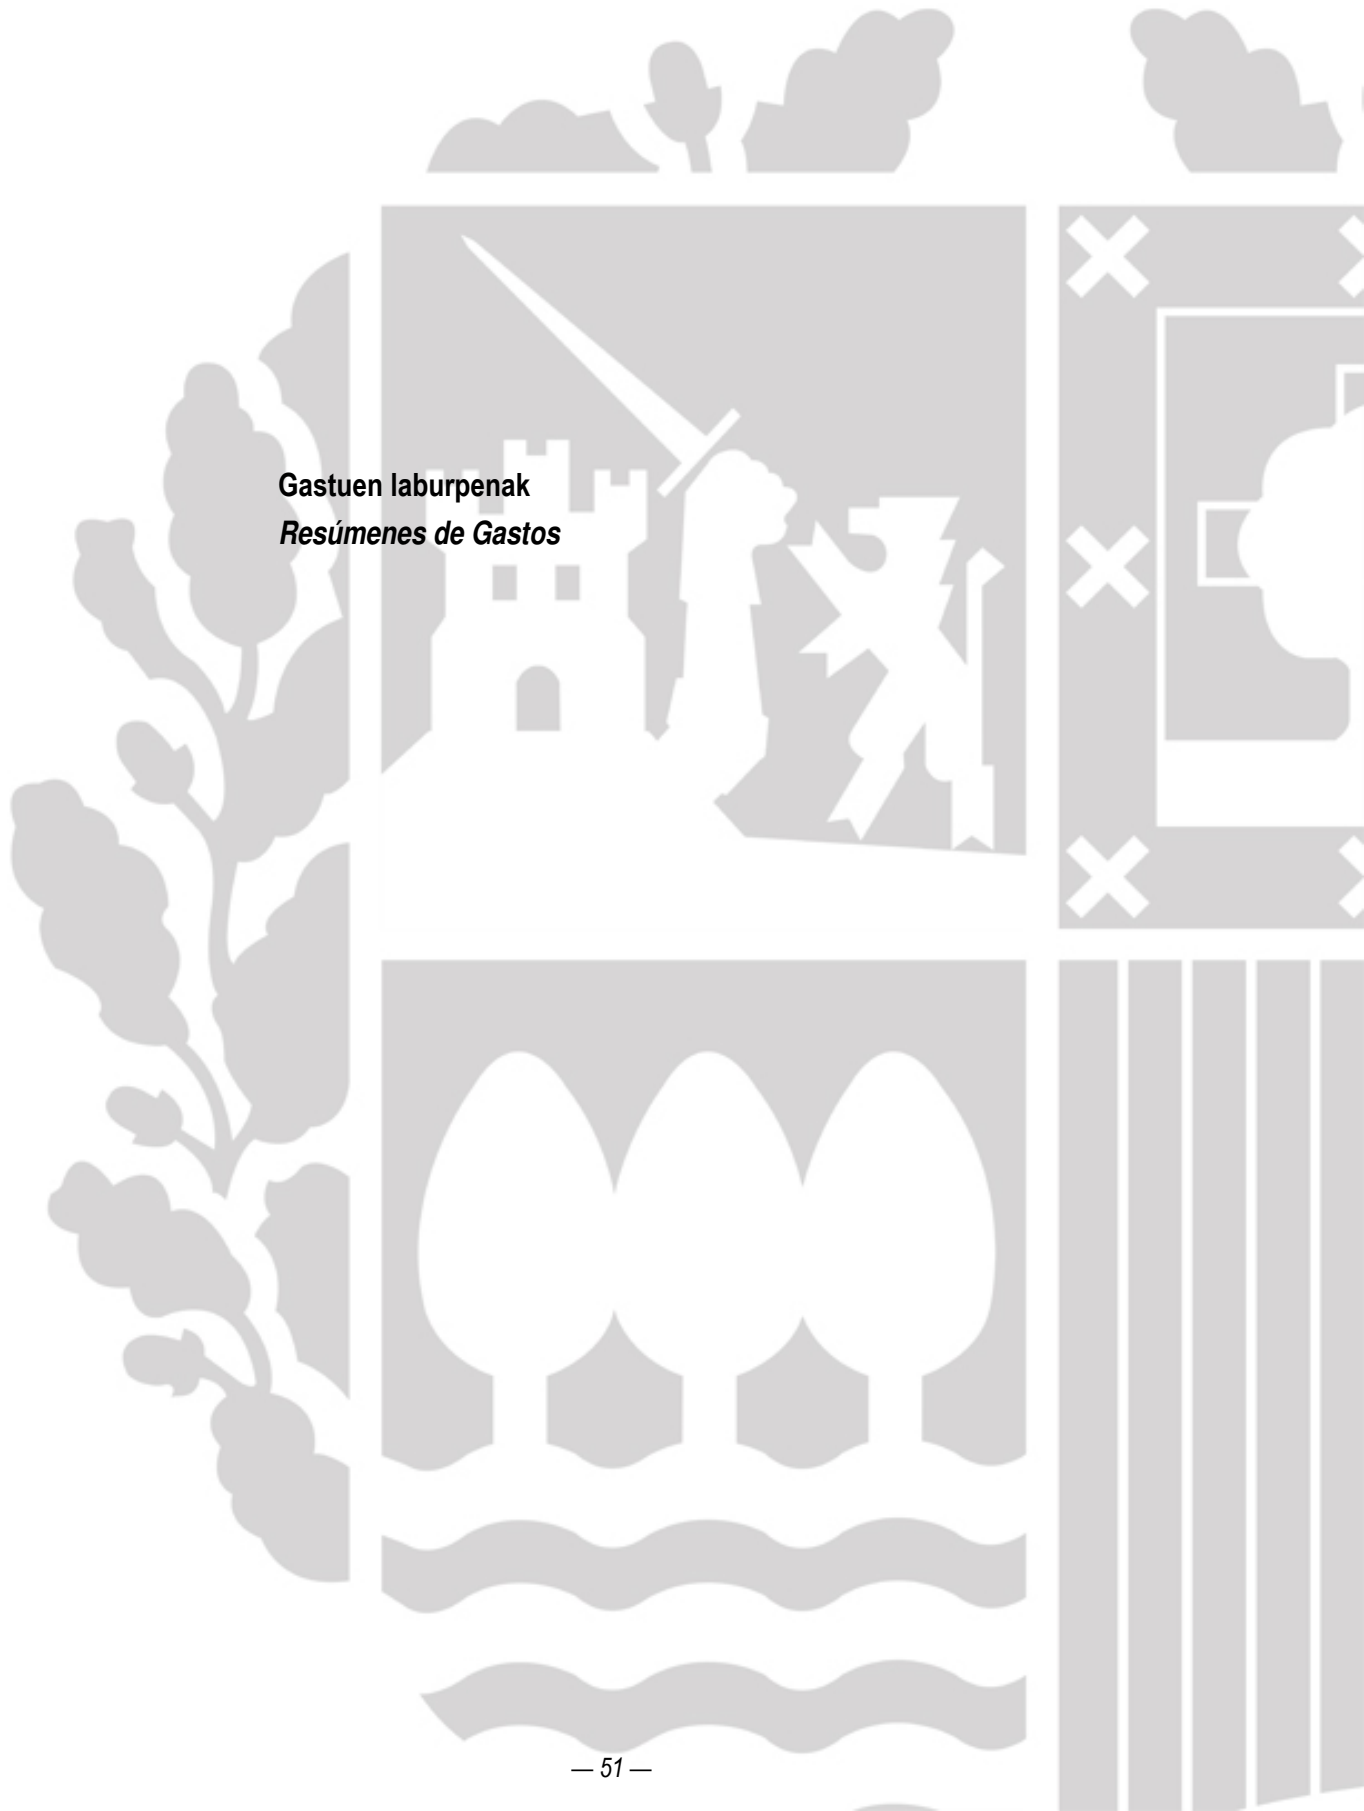 Gastuen laburpenak
Resúmenes de Gastos
— 51 —